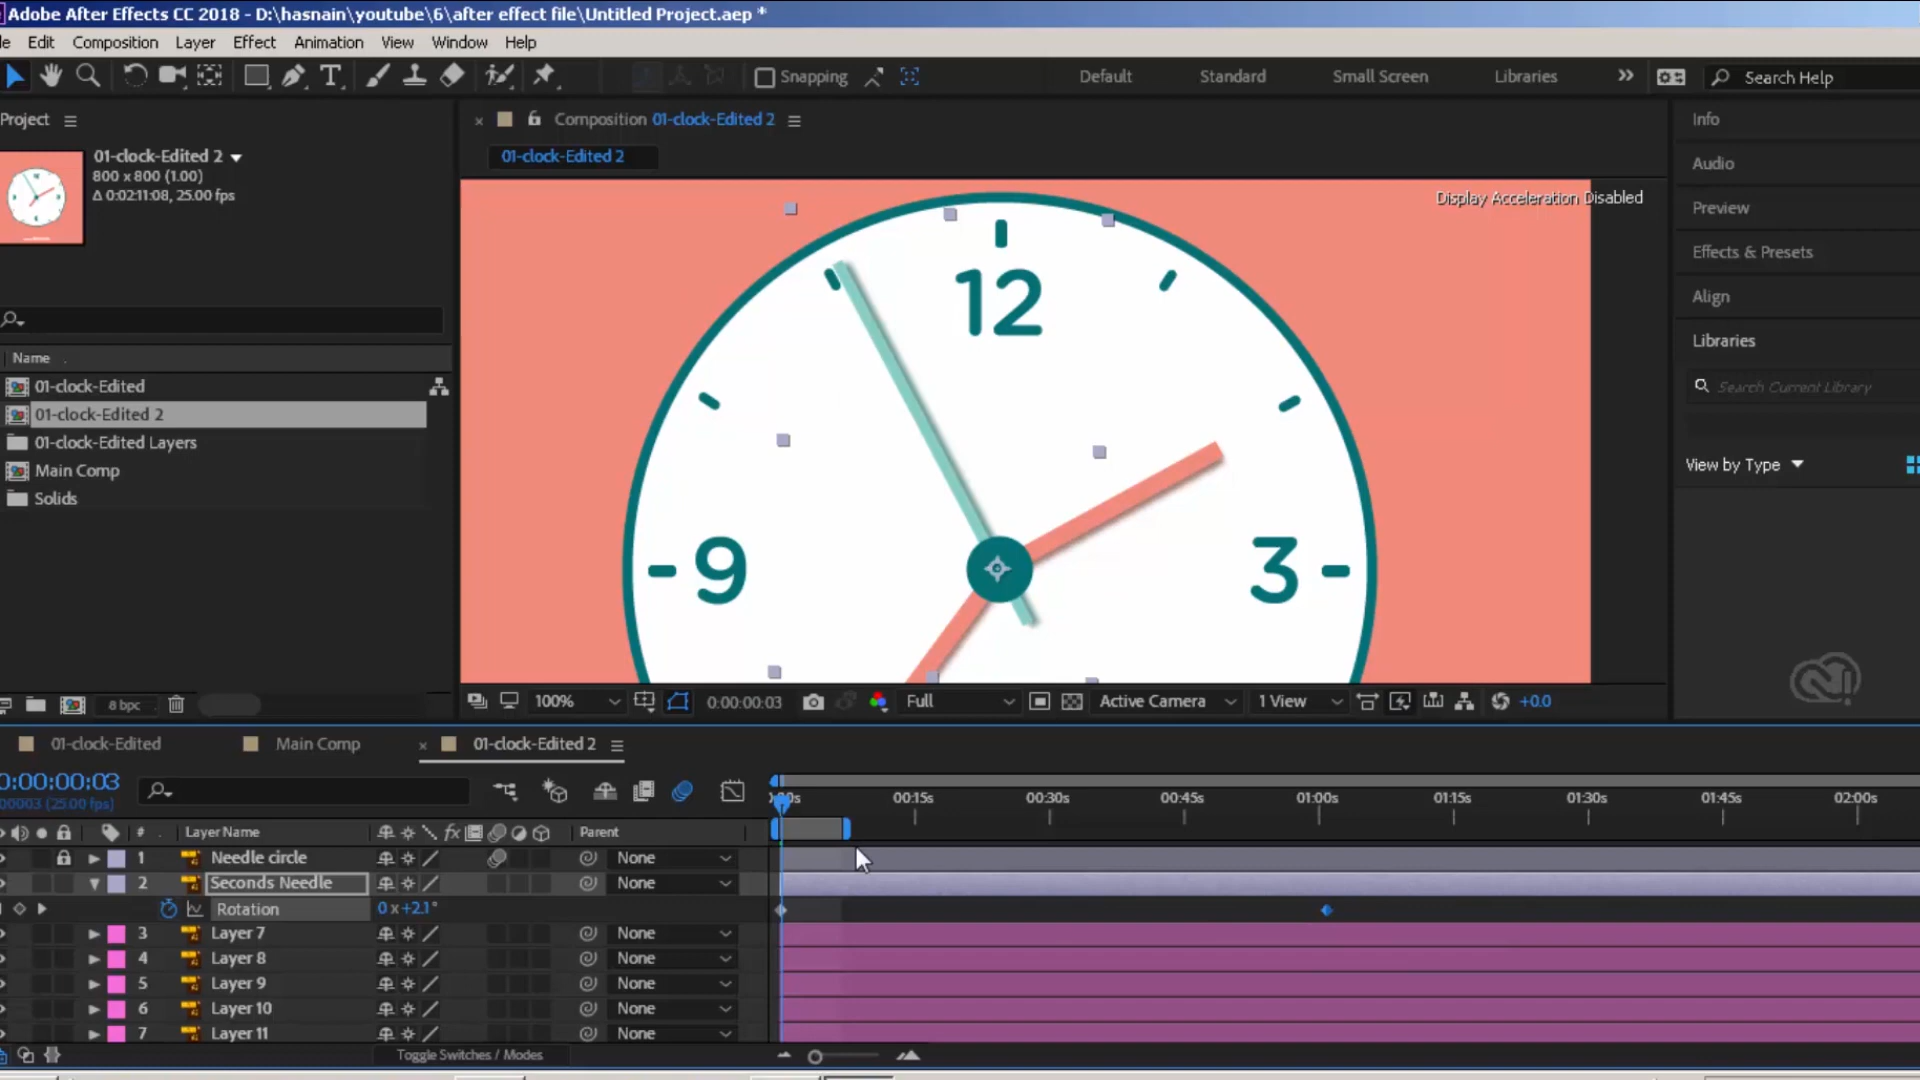 Adobe After Effects CC 2018 - D:\hasnain\youtube\6\after effect file\Untitled Project.aep *
le Edit Composition Layer Effect Animation View Window Help
Snapping Default Standard Small Screen Libraries Search Help
Project
01-clock-Edited 2
800 x 800 (1.00)
Δ 0:02:11:08, 25.00 fps
Name
01-clock-Edited
01-clock-Edited 2
01-clock-Edited Layers
Main Comp
Solids
8 bpc
Composition 01-clock-Edited 2
01-clock-Edited 2
Display Acceleration Disabled
12
9
3
100% 0:00:00:03 Full Active Camera 1 View +0.0
Info
Audio
Preview
Effects & Presets
Align
Libraries
Search Current Library
View by Type
01-clock-Edited Main Comp 01-clock-Edited 2
0:00:00:03
00003 (25.00 fps)
00:15s 00:30s 00:45s 01:00s 01:15s 01:30s 01:45s 02:00s
# Layer Name fx Parent
1 Needle circle None
2 Seconds Needle None
Rotation 0 x +2.1°
3 Layer 7 None
4 Layer 8 None
5 Layer 9 None
6 Layer 10 None
7 Layer 11 None
Toggle Switches / Modes